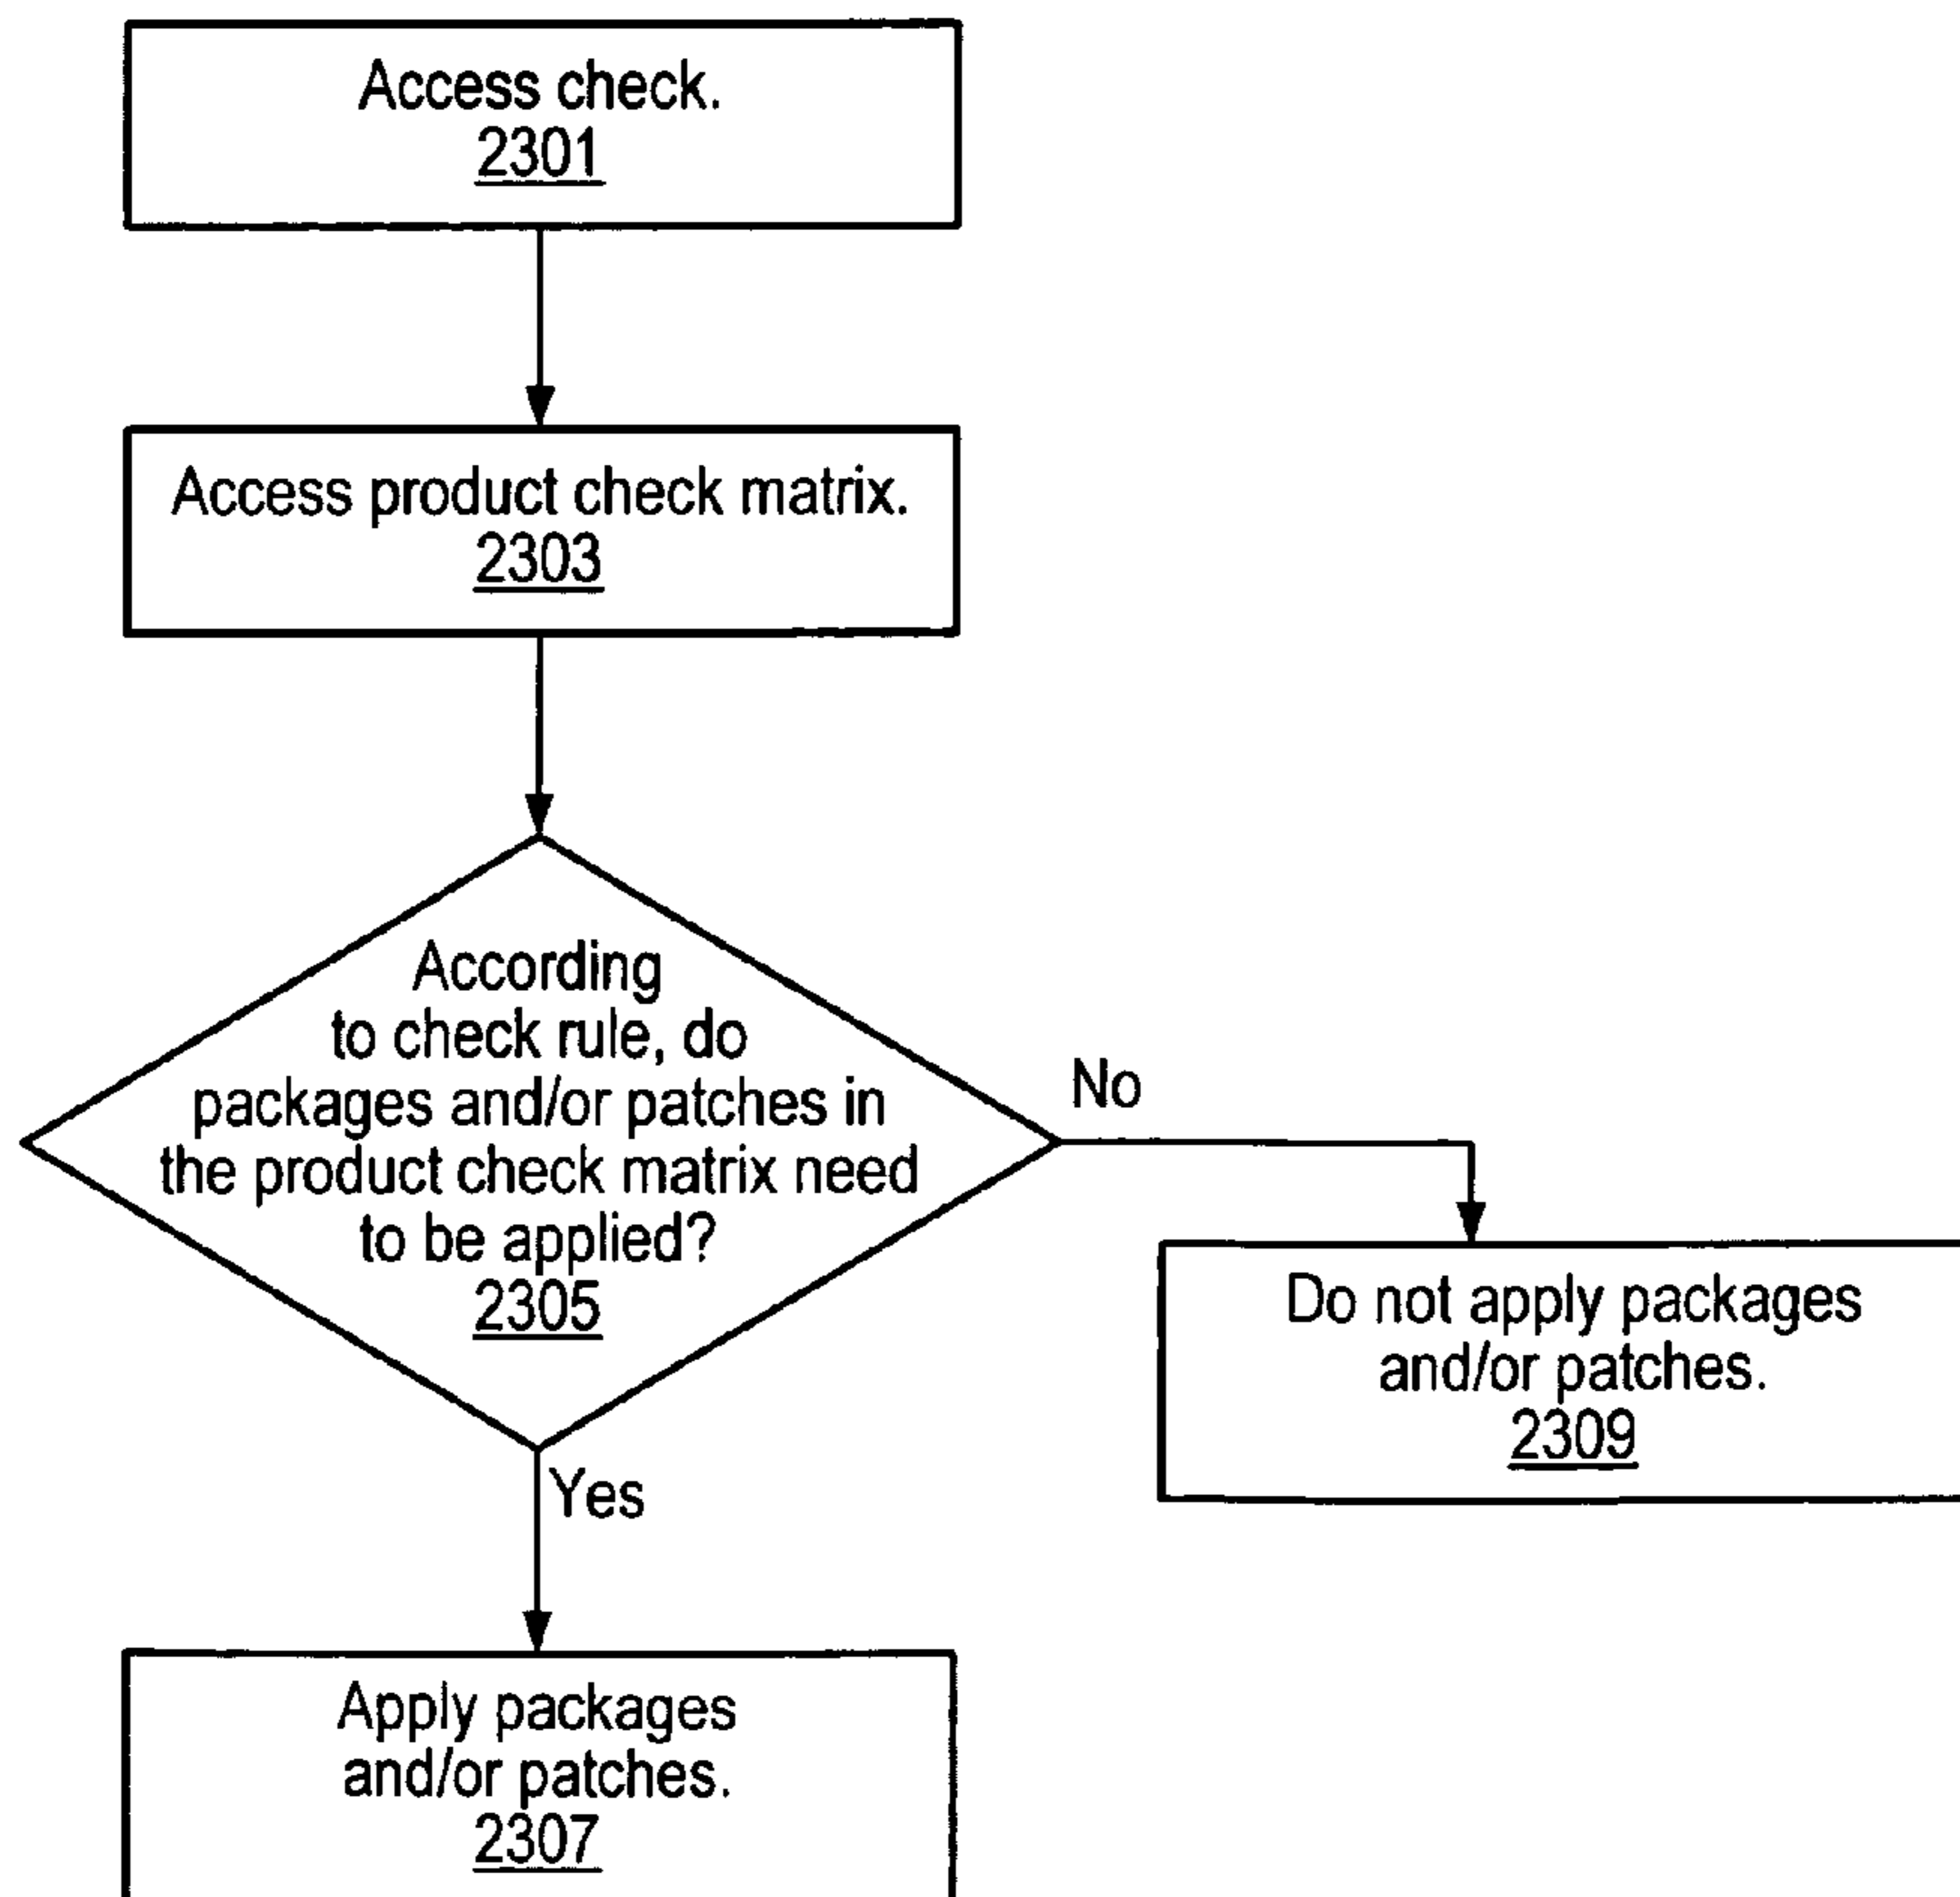 Access check.
2301
Access product check matrix.
2303
According
to check rule, do
packages and/or patches in
the product check matrix need
to be applied?
2305
No
Do not apply packages
and/or patches.
2309
Yes
Apply packages
and/or patches.
2307